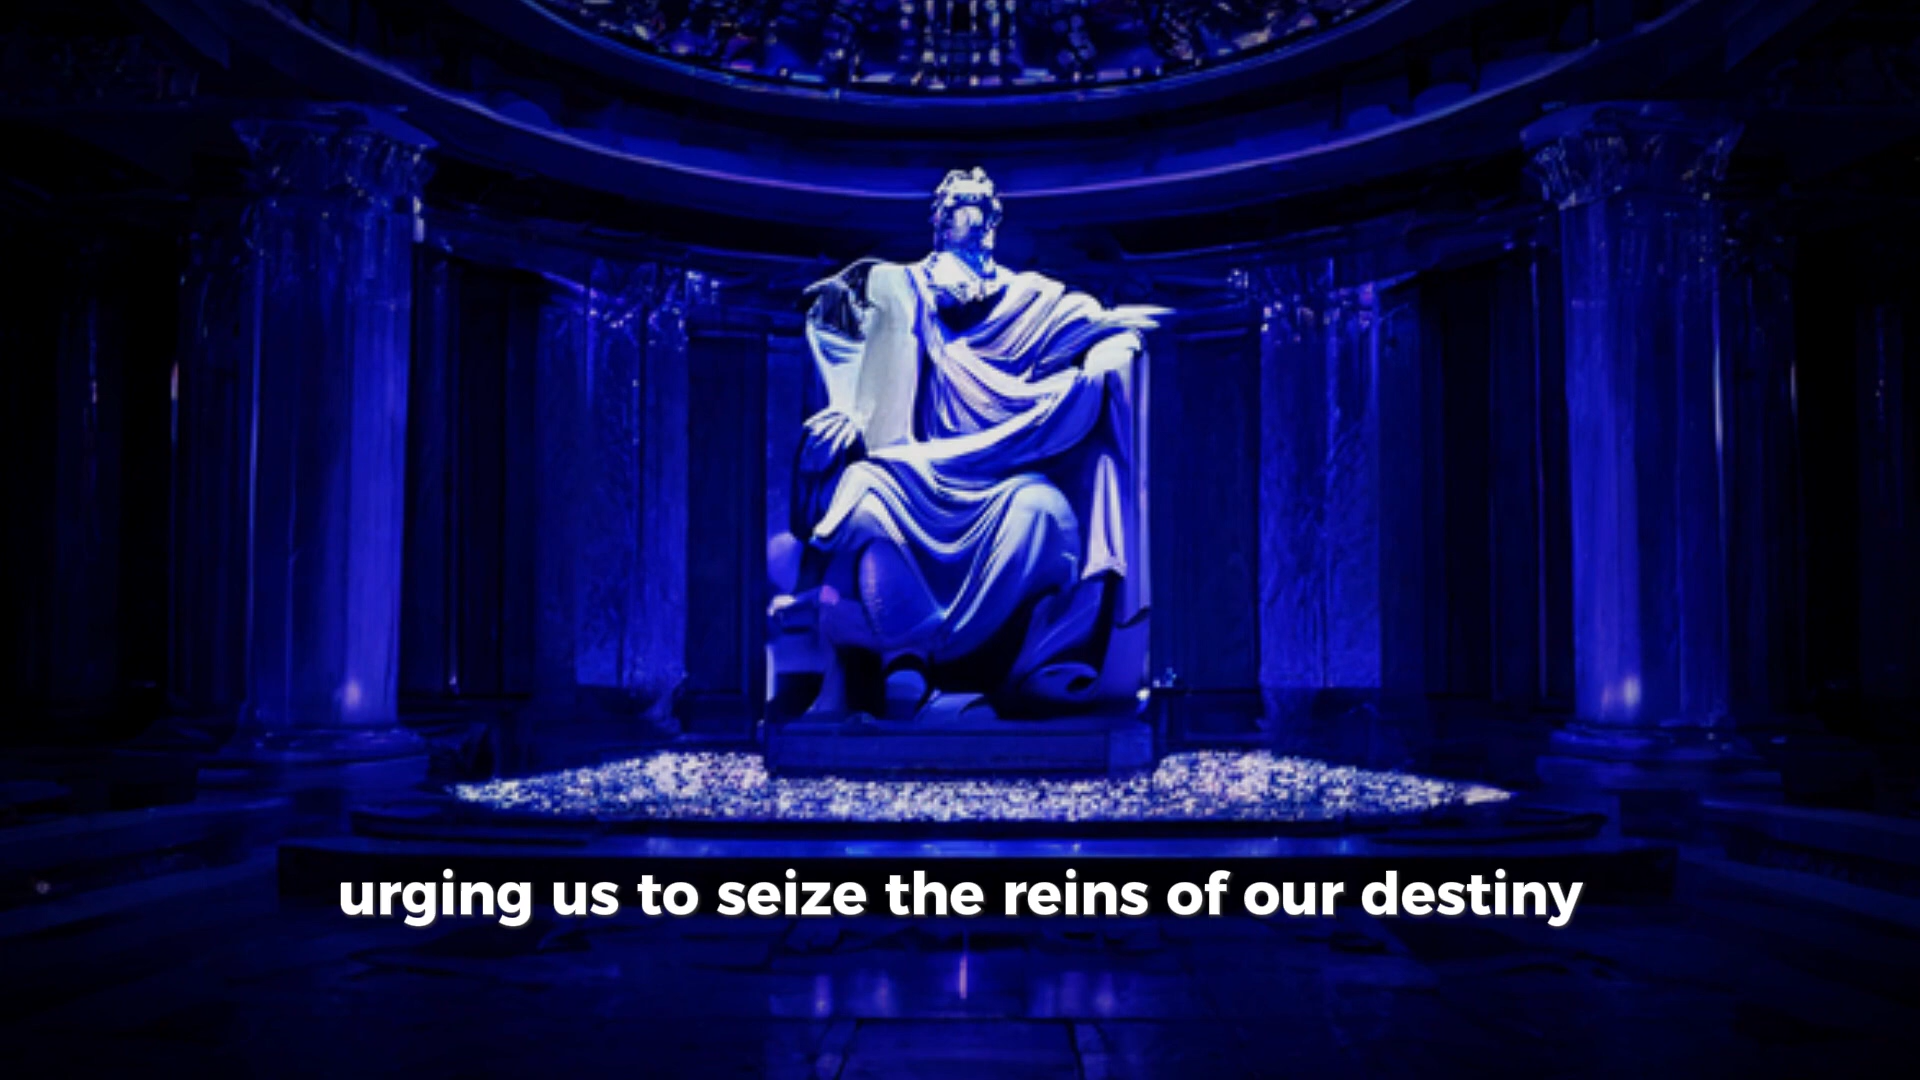 urging us to seize the reins of our destiny